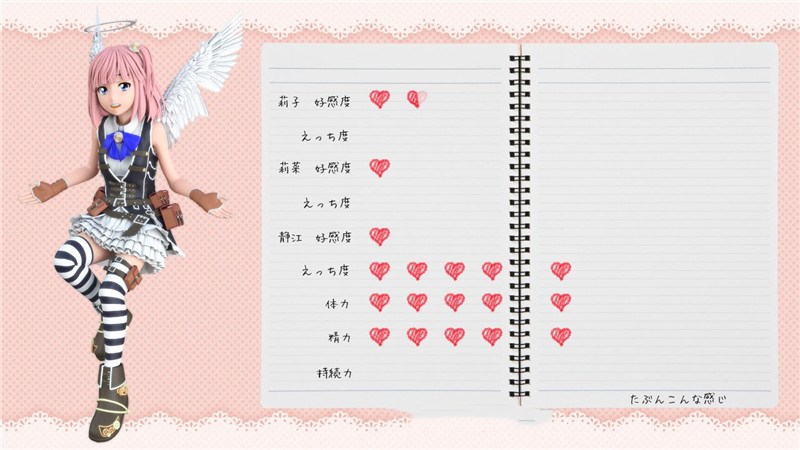 莉子 好感度
えっち度
莉菜 好感度
えっち度
静江 好感度
えっち度
体力
精力
持続力
たぶんこんな感じ